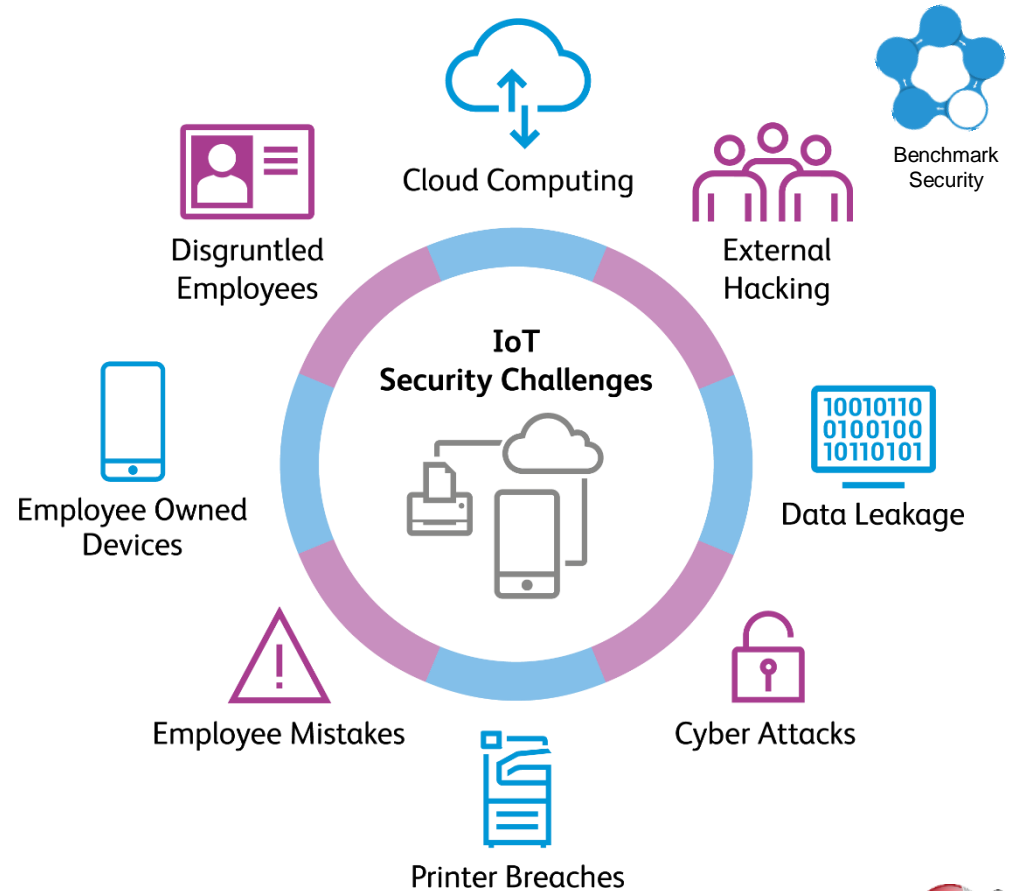 Cloud Computing
Benchmark
Security
Disgruntled
Employees
External
Hacking
IoT
Security Challenges
10010110
0100100
10110101
Employee Owned
Devices
Data Leakage
Employee Mistakes
Cyber Attacks
Printer Breaches